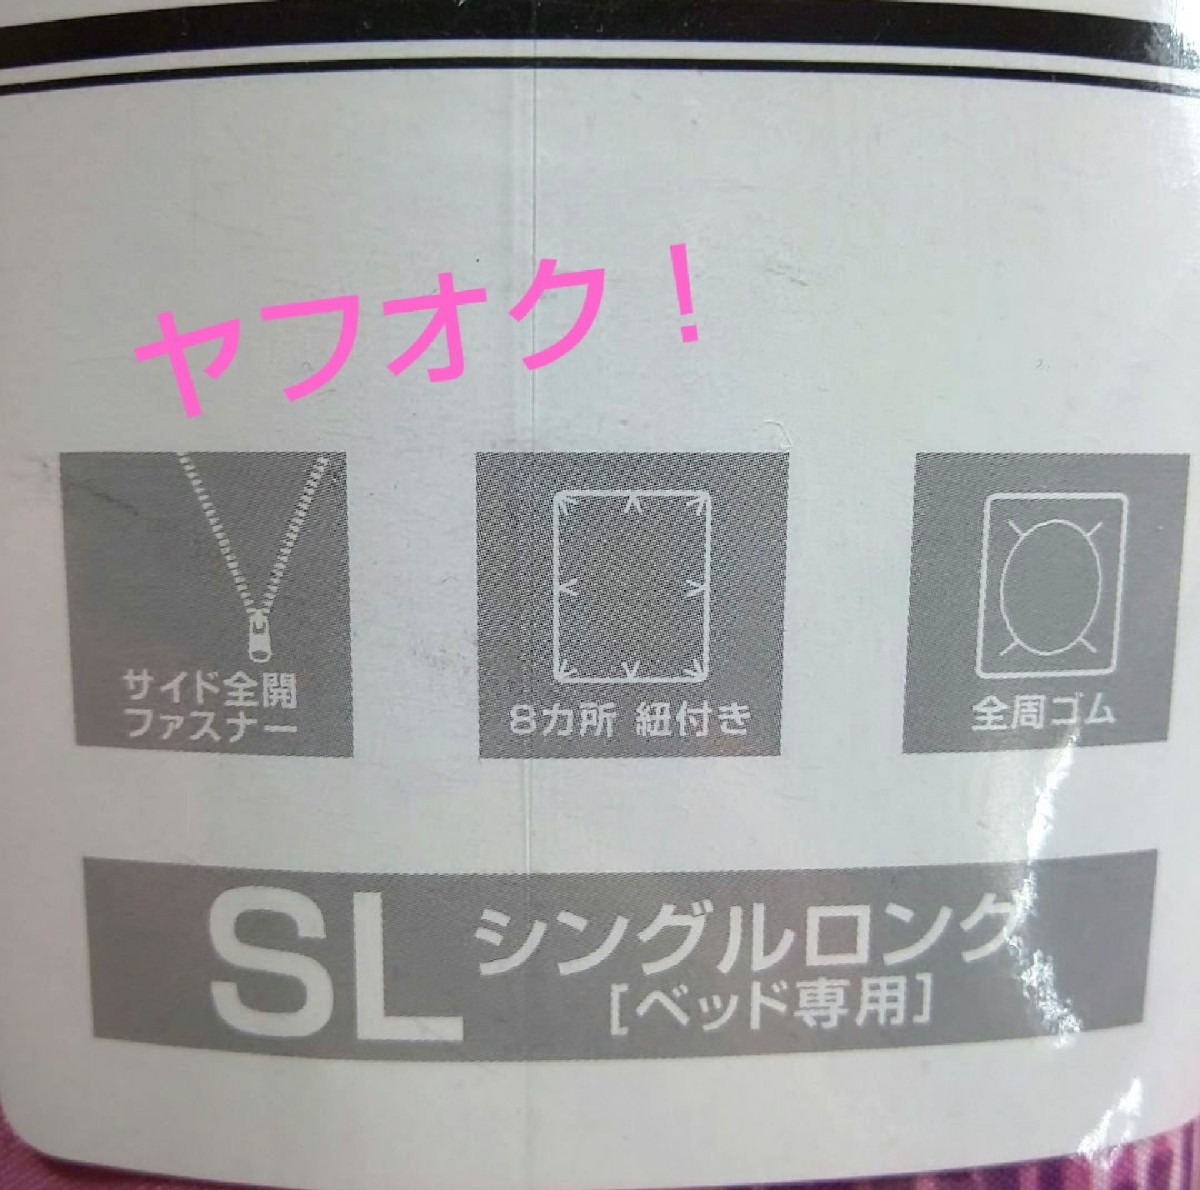 ヤフオク!
サイド全開
ファスナー
8カ所 紐付き
全周ゴム
SL シングルロング
[ベッド専用]